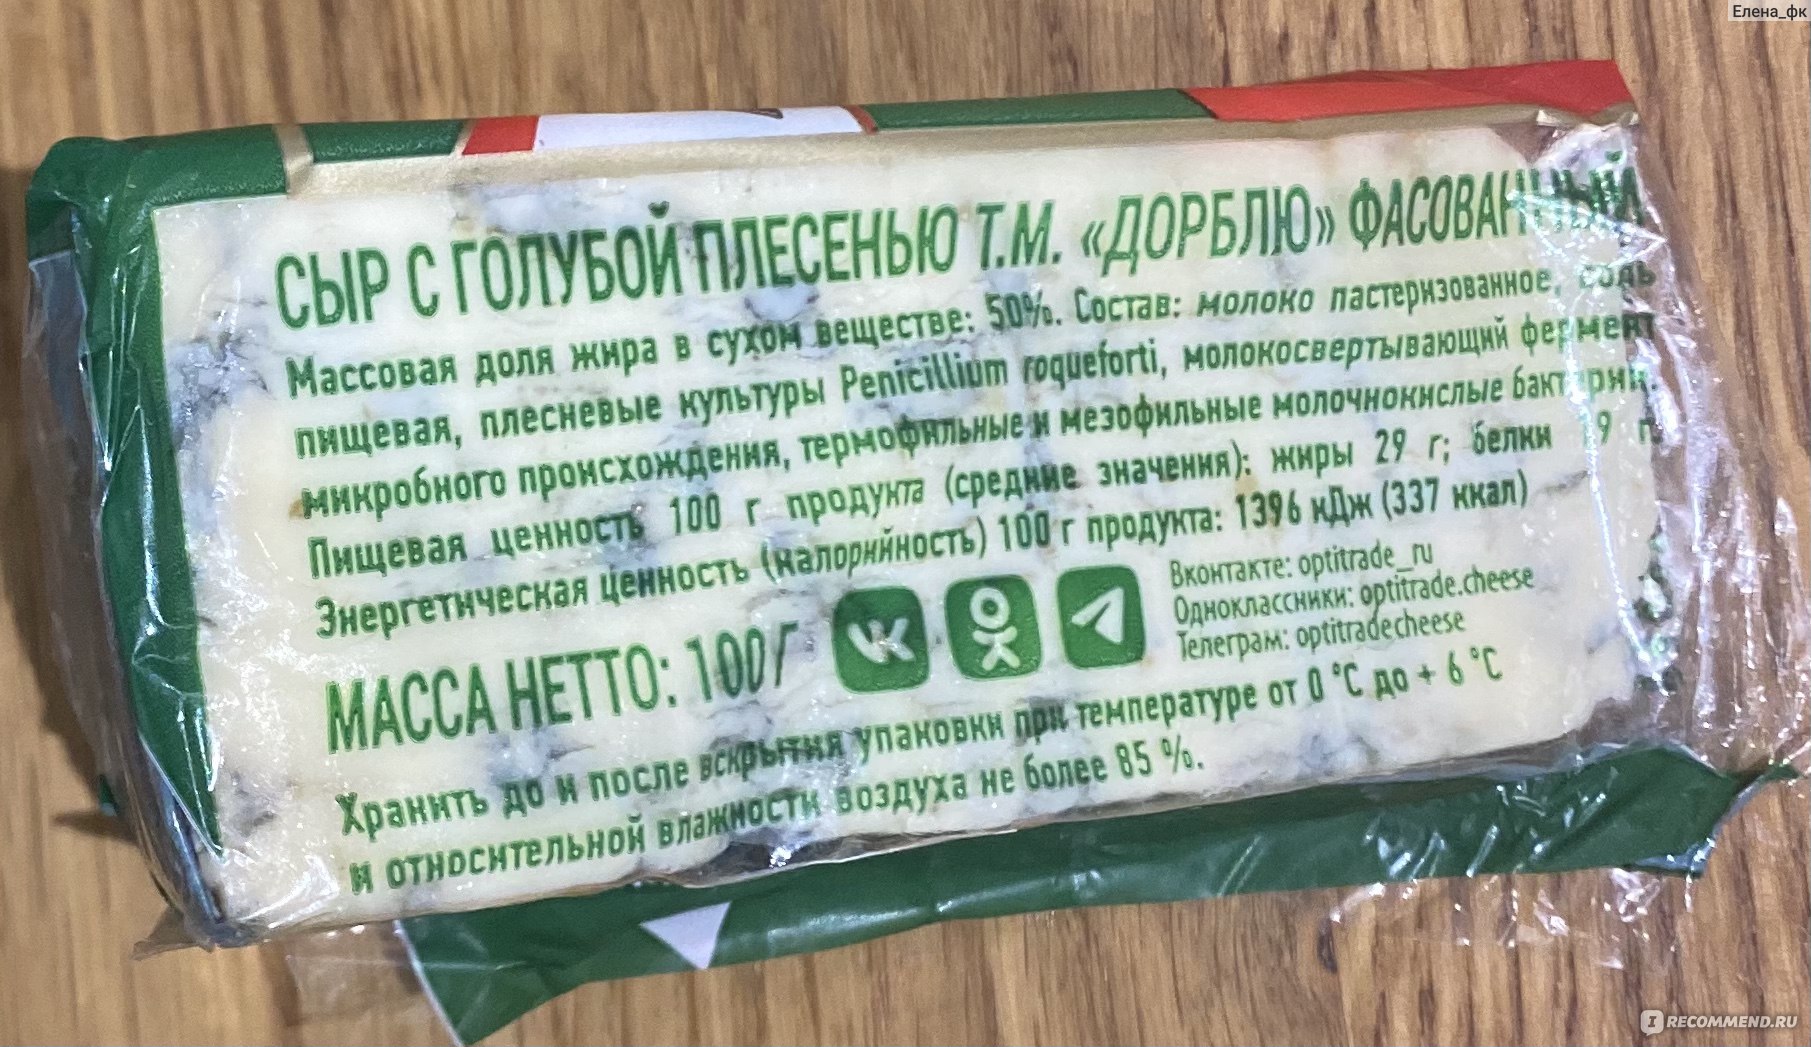 Елена_фк
СЫР С ГОЛУБОЙ ПЛЕСЕНЬЮ Т.М. «ДОРБЛЮ» ФАСОВАННЫЙ
Массовая доля жира в сухом веществе: 50%. Состав: молоко пастеризованное, соль
пищевая, плесневые культуры Penicillium roqueforti, молокосвертывающий фермент
микробного происхождения, термофильные и мезофильные молочнокислые бактерии.
Пищевая ценность 100 г продукта (средние значения): жиры 29 г; белки 9 г.
Энергетическая ценность (калорийность) 100 г продукта: 1396 кДж (337 ккал)
Вконтакте: optitrade_ru
Одноклассники: optitrade.cheese
Телеграм: optitradecheese
МАССА НЕТТО: 100Г
Хранить до и после вскрытия упаковки при температуре от 0 °C до + 6 °C
и относительной влажности воздуха не более 85 %.
IRECOMMEND.RU